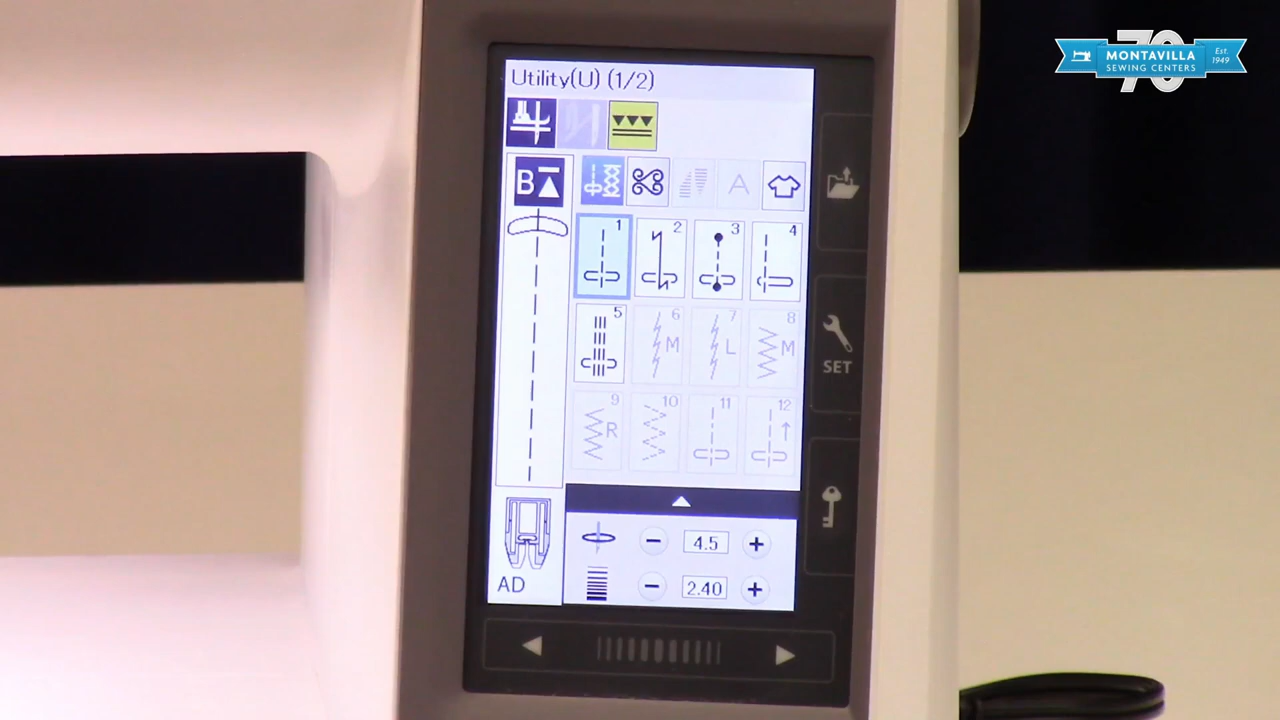 70
Est.
MONTAVILLA
1949
SEWING CENTERS
Utility(U) (1/2)
B
A
1
2
3
4
5
6
M
7
L
8
M
9
R
10
11
12
SET
4.5
AD
2.40